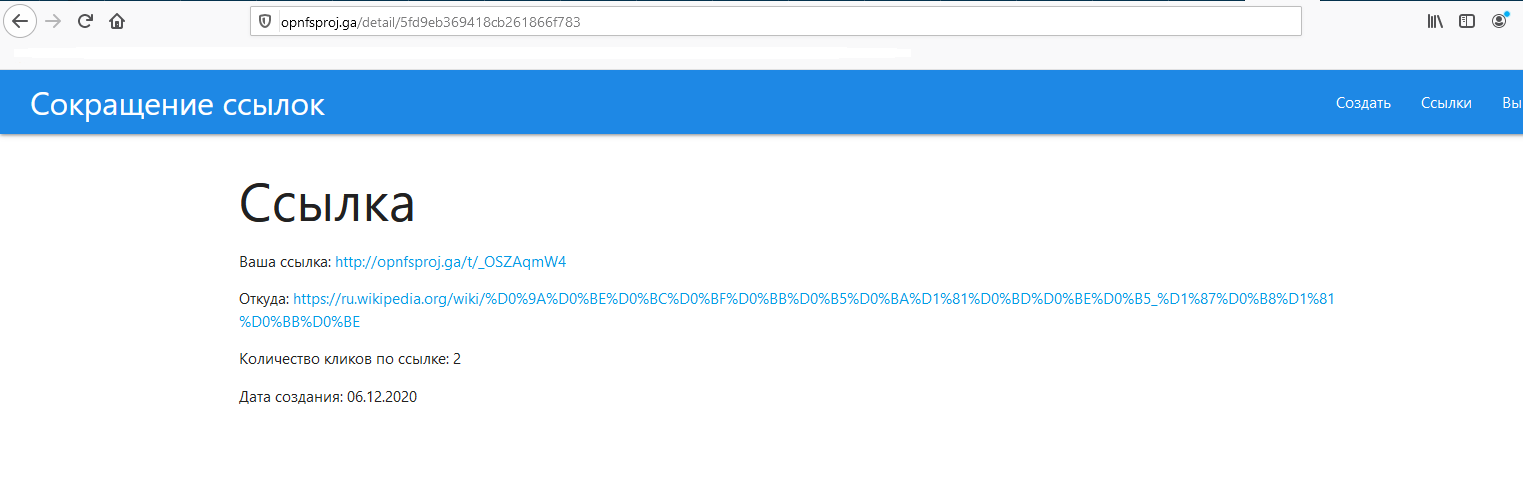 opnfsproj.ga/detail/5fd9eb369418cb261866f783
Сокращение ссылок
Создать
Ссылки
Вы
Ссылка
Ваша ссылка: http://opnfsproj.ga/t/_OSZAqmW4
Откуда: https://ru.wikipedia.org/wiki/%D0%9A%D0%BE%D0%BC%D0%BF%D0%BB%D0%B5%D0%BA%D1%81%D0%BD%D0%BE%D0%B5_%D1%87%D0%B8%D1%81
%D0%BB%D0%BE
Количество кликов по ссылке: 2
Дата создания: 06.12.2020